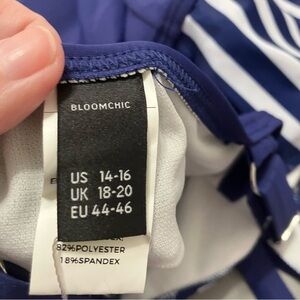 BLOOMCHIC
US 14-16
UK 18-20
EU 44-46
82%POLYESTER
18%SPANDEX